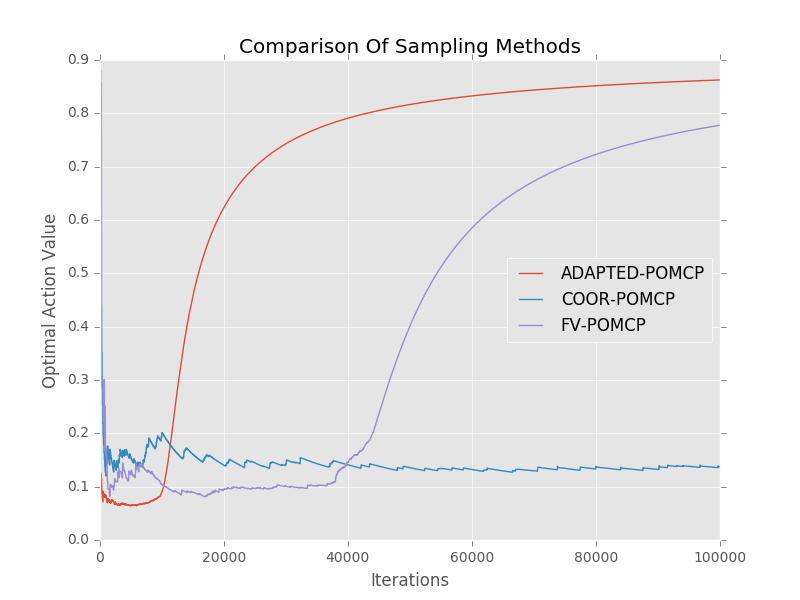 Comparison Of Sampling Methods
0.9
0.8
0.7
0.6
0.5
0.4
0.3
0.2
0.1
0.0
Optimal Action Value
ADAPTED-POMCP
COOR-POMCP
FV-POMCP
0 20000 40000 60000 80000 100000
Iterations